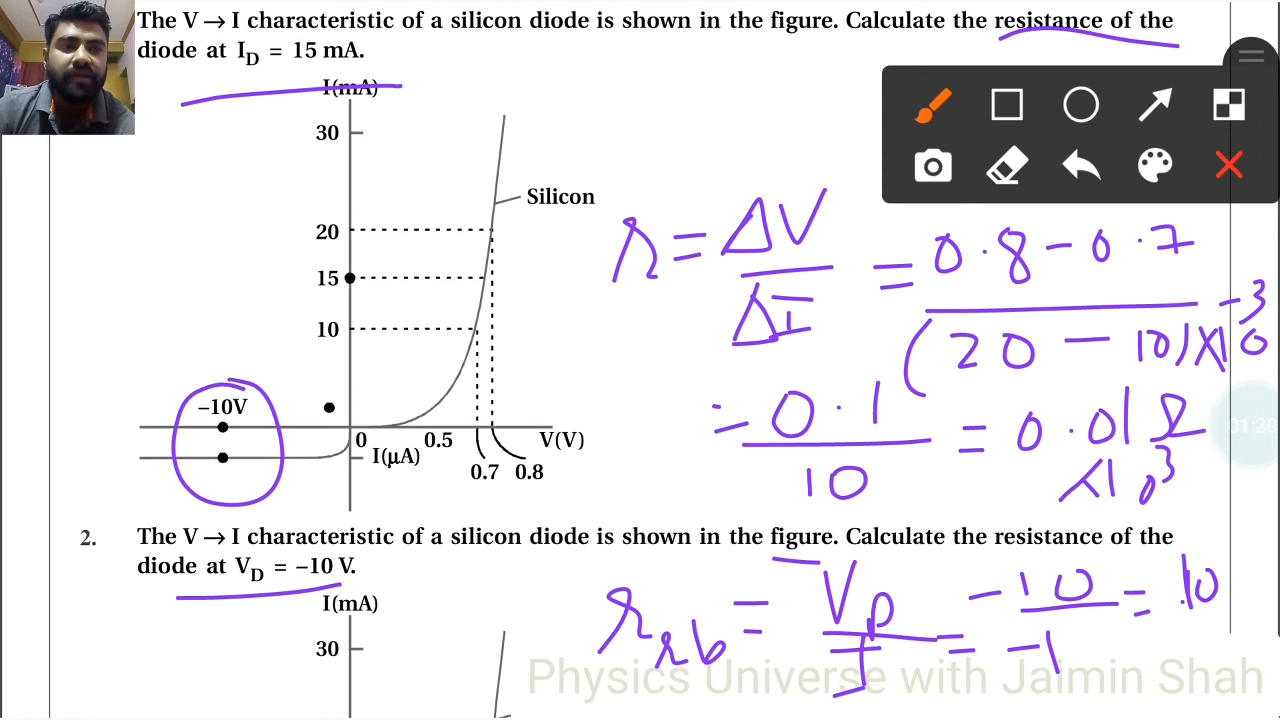 The V → I characteristic of a silicon diode is shown in the figure. Calculate the resistance of the
diode at I_D = 15 mA.
I(mA)
30
Silicon
20
15
10
–10V
0
0.5
V(V)
I(μA)
0.7
0.8
r = ΔV/ΔI = 0.8 - 0.7 / (20 - 10) × 10^-3
= 0.1/10 = 0.01 Ω × 10^3
01:20
2. The V → I characteristic of a silicon diode is shown in the figure. Calculate the resistance of the
diode at V_D = –10 V.
I(mA)
30
r_rb = V_D/I = -10/-1 = 10
Physics Universe with Jaimin Shah